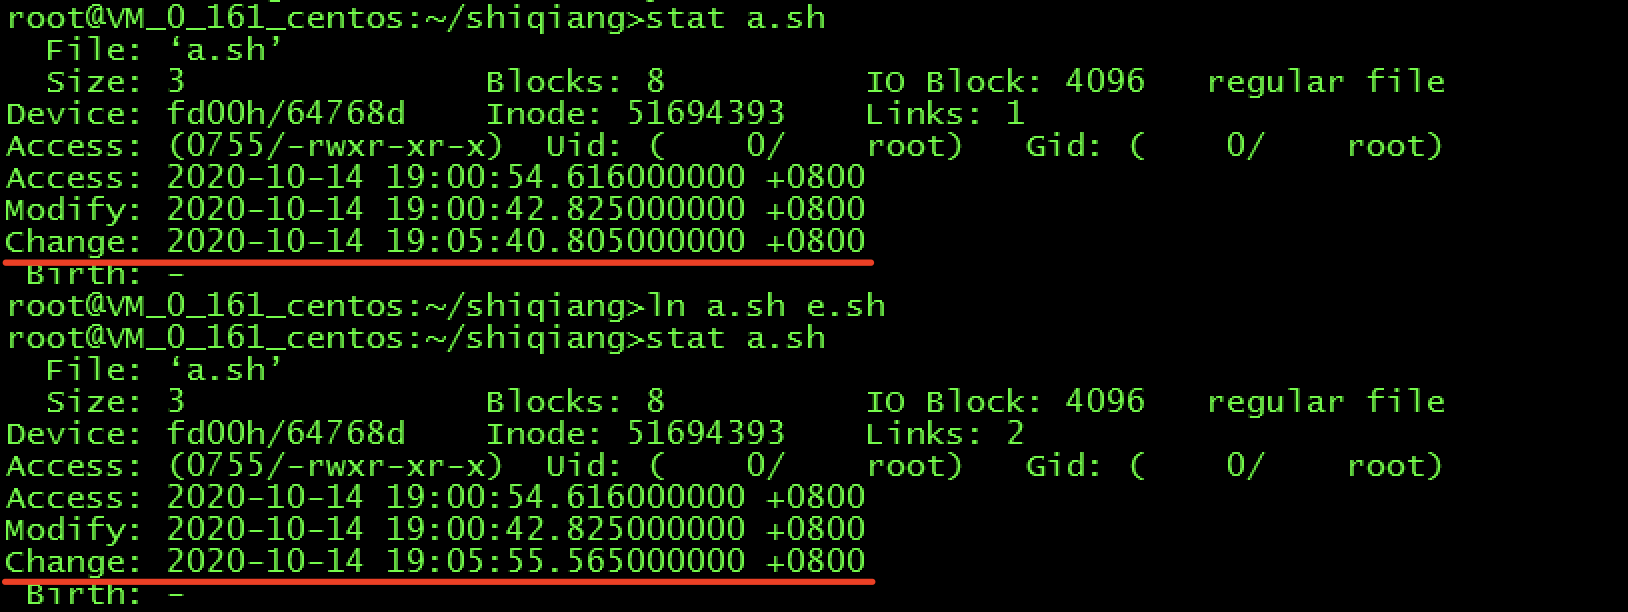 root@VM_0_161_centos:~/shiqiang>stat a.sh
  File: ‘a.sh’
  Size: 3               Blocks: 8          IO Block: 4096   regular file
Device: fd00h/64768d    Inode: 51694393    Links: 1
Access: (0755/-rwxr-xr-x)  Uid: (    0/    root)   Gid: (    0/    root)
Access: 2020-10-14 19:00:54.616000000 +0800
Modify: 2020-10-14 19:00:42.825000000 +0800
Change: 2020-10-14 19:05:40.805000000 +0800
 Birth: -
root@VM_0_161_centos:~/shiqiang>ln a.sh e.sh
root@VM_0_161_centos:~/shiqiang>stat a.sh
  File: ‘a.sh’
  Size: 3               Blocks: 8          IO Block: 4096   regular file
Device: fd00h/64768d    Inode: 51694393    Links: 2
Access: (0755/-rwxr-xr-x)  Uid: (    0/    root)   Gid: (    0/    root)
Access: 2020-10-14 19:00:54.616000000 +0800
Modify: 2020-10-14 19:00:42.825000000 +0800
Change: 2020-10-14 19:05:55.565000000 +0800
 Birth: -